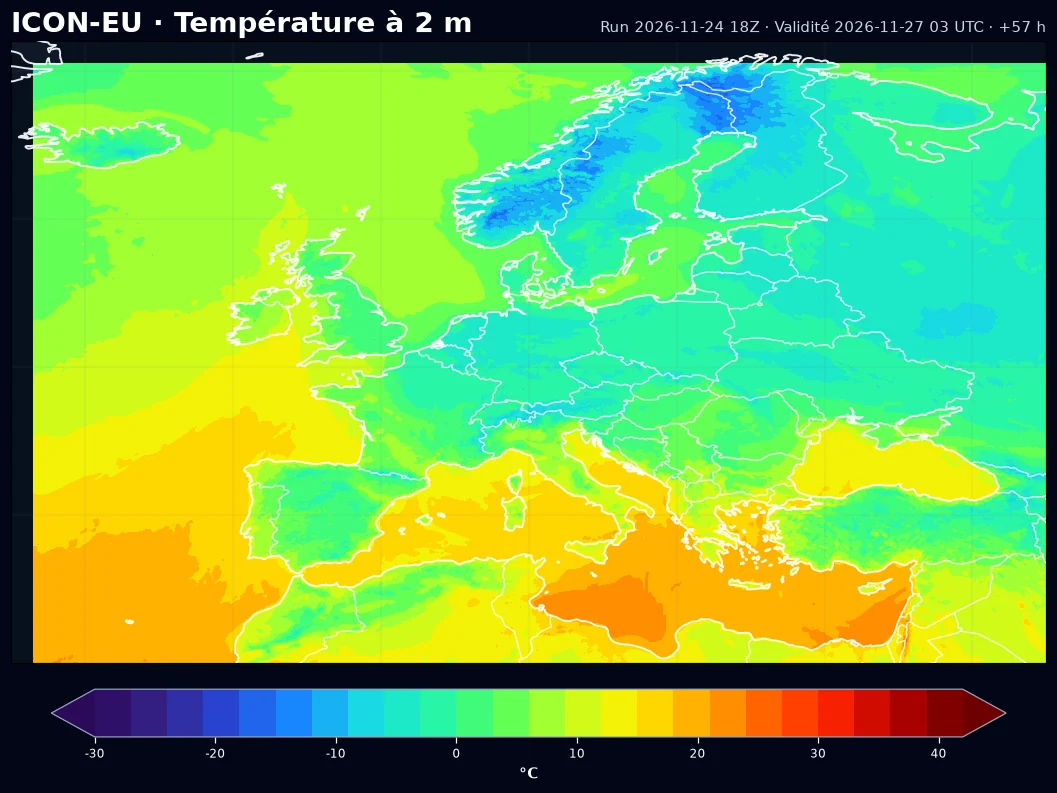 ICON-EU · Température à 2 m
Run 2026-11-24 18Z · Validité 2026-11-27 03 UTC · +57 h
-30 -20 -10 0 10 20 30 40
°C